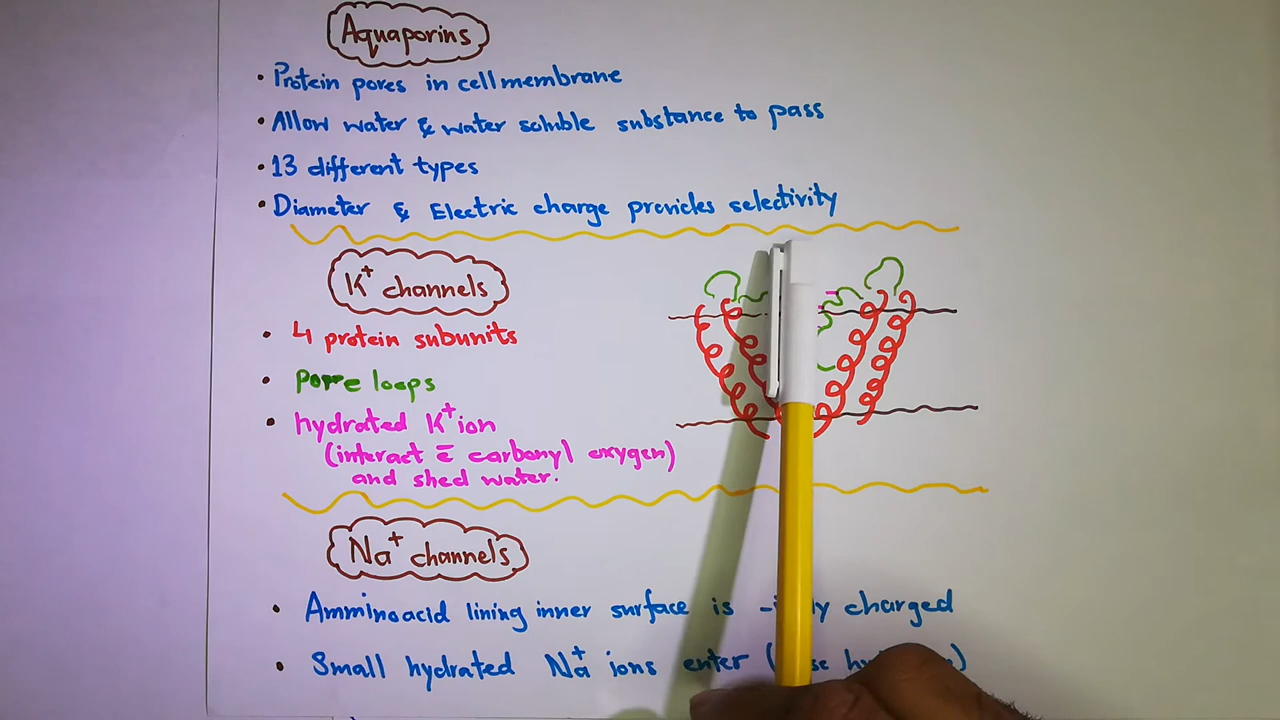 Aquaporins
• Protein pores in cell membrane
• Allow water & water soluble substance to pass
• 13 different types
• Diameter & Electric charge provides selectivity
K+ channels
• 4 protein subunits
• Pore loops
• hydrated K+ ion
(interact c̄ carbonyl oxygen)
and shed water.
Na+ channels
• Amminoacid lining inner surface is charged
• Small hydrated Na+ ions enter